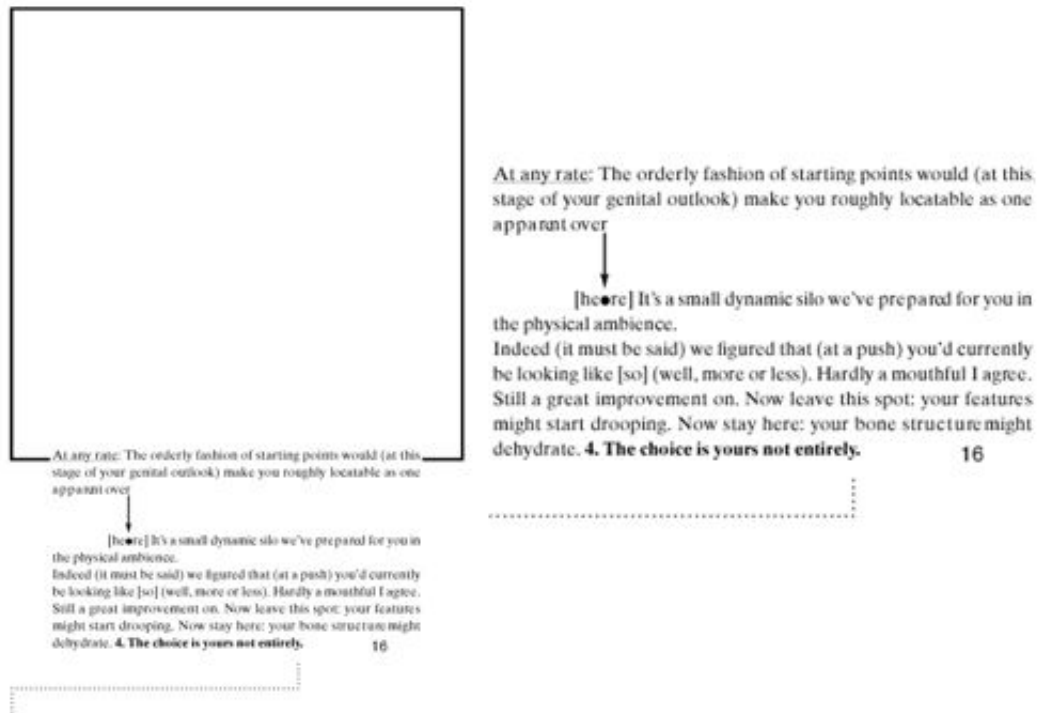 At any rate: The orderly fashion of starting points would (at this
stage of your genital outlook) make you roughly locatable as one
apparunt over
[he●re] It's a small dynamic silo we've prepared for you in
the physical ambience.
Indeed (it must be said) we figured that (at a push) you'd currently
be looking like [so] (well, more or less). Hardly a mouthful I agree.
Still a great improvement on. Now leave this spot: your features
might start drooping. Now stay here: your bone structure might
dehydrate. 4. The choice is yours not entirely.
16
At any rate: The orderly fashion of starting points would (at this
stage of your genital outlook) make you roughly locatable as one
apparunt over
[he●re] It's a small dynamic silo we've prepared for you in
the physical ambience.
Indeed (it must be said) we figured that (at a push) you'd currently
be looking like [so] (well, more or less). Hardly a mouthful I agree.
Still a great improvement on. Now leave this spot: your features
might start drooping. Now stay here: your bone structure might
dehydrate. 4. The choice is yours not entirely.
16